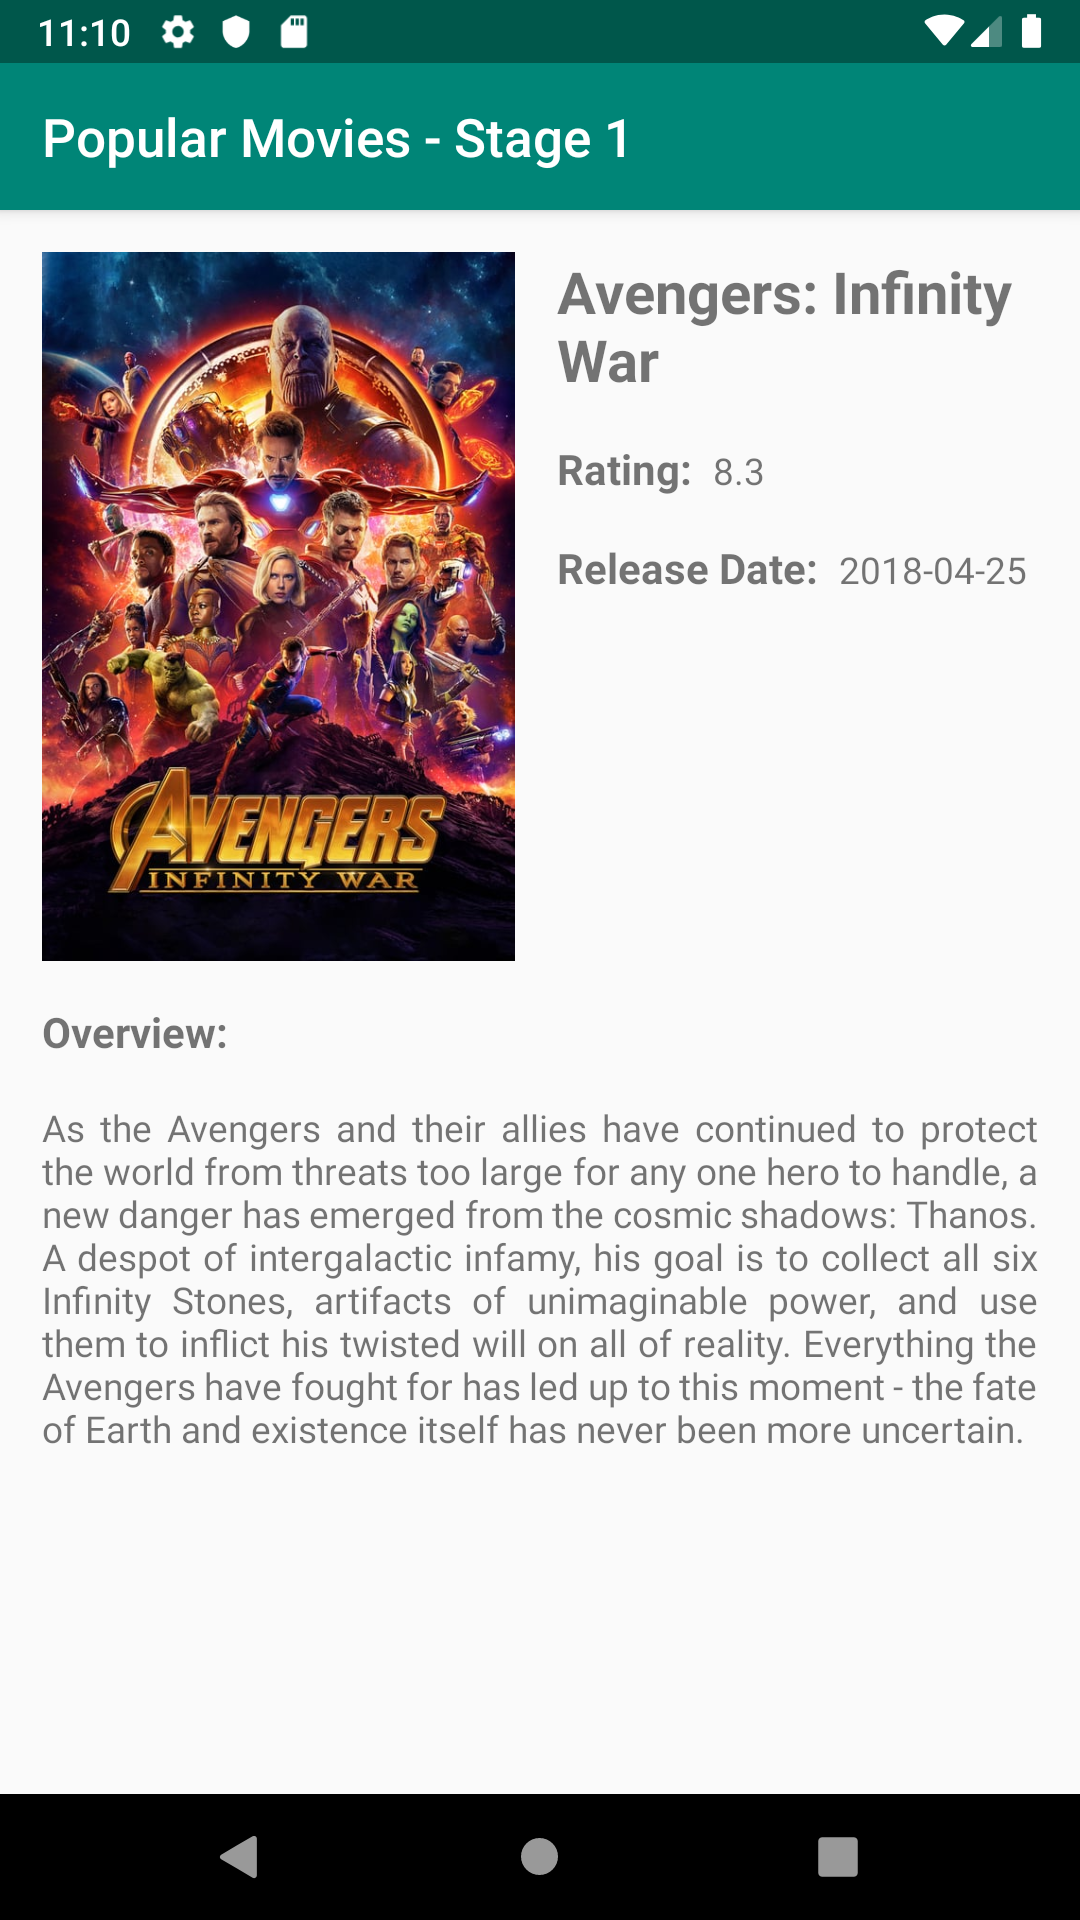 11:10
Popular Movies - Stage 1
Avengers: Infinity
War
Rating: 8.3
Release Date: 2018-04-25
AVENGERS
INFINITY WAR
Overview:
As the Avengers and their allies have continued to protect
the world from threats too large for any one hero to handle, a
new danger has emerged from the cosmic shadows: Thanos.
A despot of intergalactic infamy, his goal is to collect all six
Infinity Stones, artifacts of unimaginable power, and use
them to inflict his twisted will on all of reality. Everything the
Avengers have fought for has led up to this moment - the fate
of Earth and existence itself has never been more uncertain.